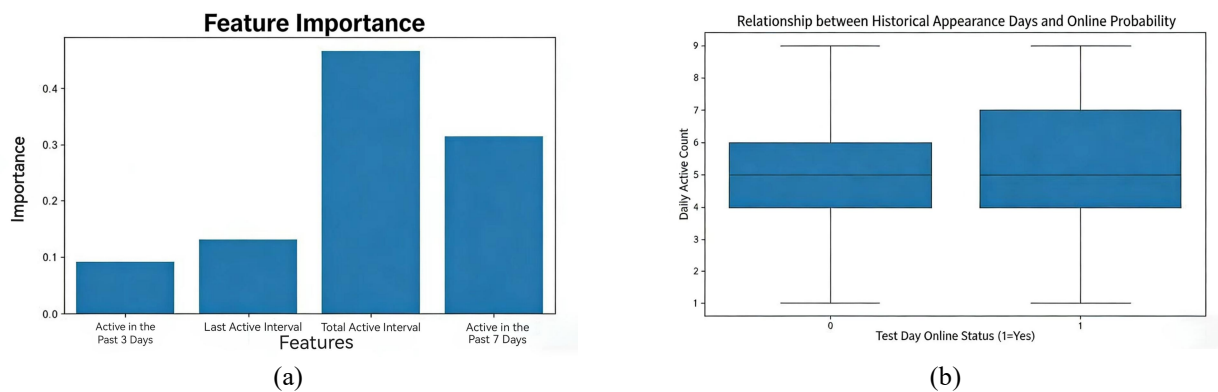 Feature Importance
Importance
0.4
0.3
0.2
0.1
0.0
Active in the
Past 3 Days
Last Active Interval
Total Active Interval
Active in the
Past 7 Days
Features
(a)
Relationship between Historical Appearance Days and Online Probability
Daily Active Count
9
8
7
6
5
4
3
2
1
0
1
Test Day Online Status (1=Yes)
(b)